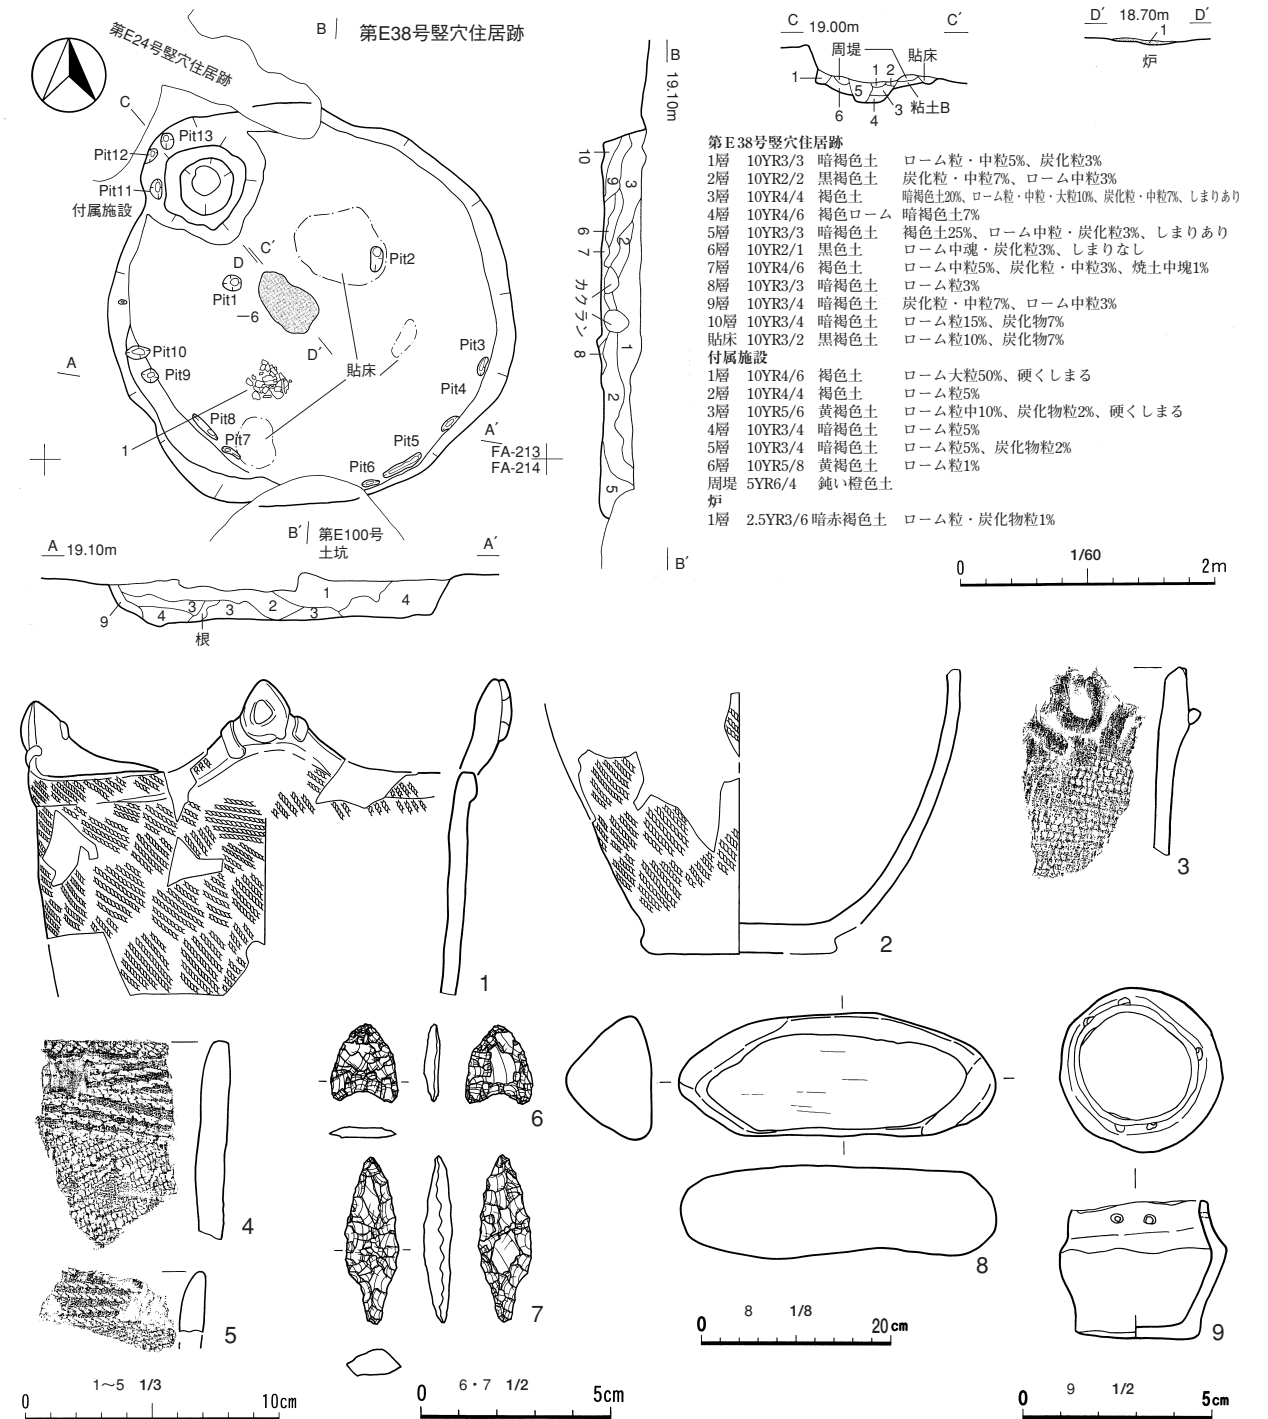 第E38号竪穴住居跡
第E24号竪穴住居跡
B
C
Pit13
Pit12
Pit11
付属施設
C′
D
Pit2
Pit1
6
D′
貼床
Pit10
Pit9
Pit3
Pit4
A
Pit8
Pit7
1
Pit5
Pit6
A′
FA-213
FA-214
B′
第E100号
土坑
A 19.10m
A′
1
2
3
3
3
4
4
9
根
B
19.10m
10
9
3
6
7
2
カクラン
1
8
2
5
B′
C 19.00m
C′
周堤
貼床
1
1 2
5
3 粘土B
6
4
D′ 18.70m D′
1
炉
第E38号竪穴住居跡
1層 10YR3/3 暗褐色土 ローム粒・中粒5%、炭化粒3%
2層 10YR2/2 黒褐色土 炭化粒・中粒7%、ローム中粒3%
3層 10YR4/4 褐色土 暗褐色土20%、ローム粒・中粒・大粒10%、炭化粒・中粒7%、しまりあり
4層 10YR4/6 褐色ローム 暗褐色土7%
5層 10YR3/3 暗褐色土 褐色土25%、ローム中粒・炭化粒3%、しまりあり
6層 10YR2/1 黒色土 ローム中魂・炭化粒3%、しまりなし
7層 10YR4/6 褐色土 ローム中粒5%、炭化粒・中粒3%、焼土中塊1%
8層 10YR3/3 暗褐色土 ローム粒3%
9層 10YR3/4 暗褐色土 炭化粒・中粒7%、ローム中粒3%
10層 10YR3/4 暗褐色土 ローム粒15%、炭化物7%
貼床 10YR3/2 黒褐色土 ローム粒10%、炭化物7%
付属施設
1層 10YR4/6 褐色土 ローム大粒50%、硬くしまる
2層 10YR4/4 褐色土 ローム粒5%
3層 10YR5/6 黄褐色土 ローム粒中10%、炭化物粒2%、硬くしまる
4層 10YR3/4 暗褐色土 ローム粒5%
5層 10YR3/4 暗褐色土 ローム粒5%、炭化物粒2%
6層 10YR5/8 黄褐色土 ローム粒1%
周堤 5YR6/4 鈍い橙色土
炉
1層 2.5YR3/6 暗赤褐色土 ローム粒・炭化物粒1%
1/60
0 2m
1
2
3
4
5
6
7
8
9
1～5 1/3
0 10cm
6・7 1/2
0 5cm
8 1/8
0 20cm
9 1/2
0 5cm